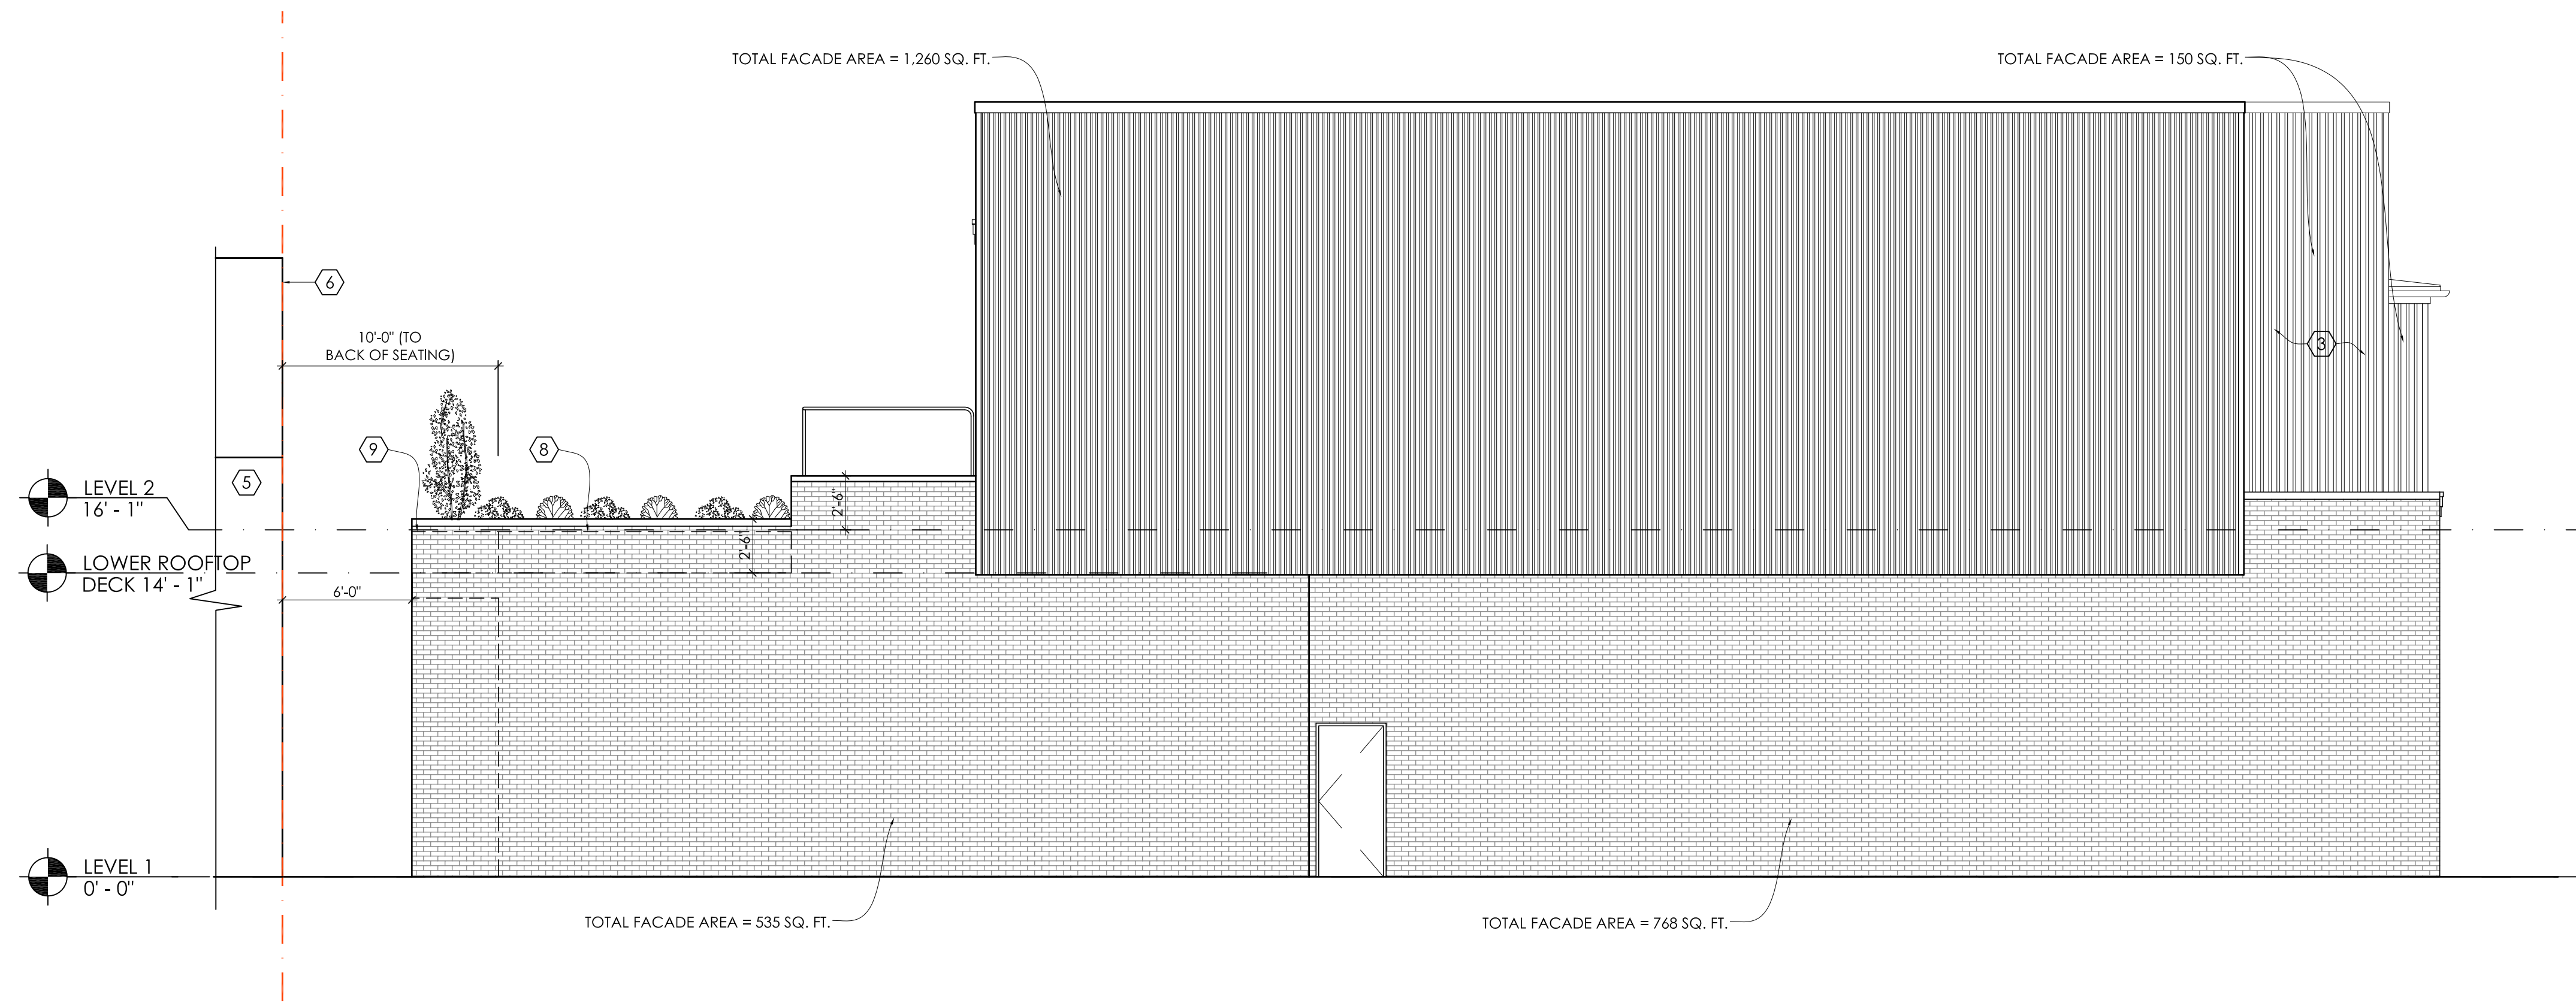 TOTAL FACADE AREA = 1,260 SQ. FT.
TOTAL FACADE AREA = 150 SQ. FT.
6
10'-0" (TO
BACK OF SEATING)
3
9
8
5
LEVEL 2
16' - 1"
2'-6"
2'-6"
LOWER ROOFTOP
DECK 14' - 1"
6'-0"
LEVEL 1
0' - 0"
TOTAL FACADE AREA = 535 SQ. FT.
TOTAL FACADE AREA = 768 SQ. FT.